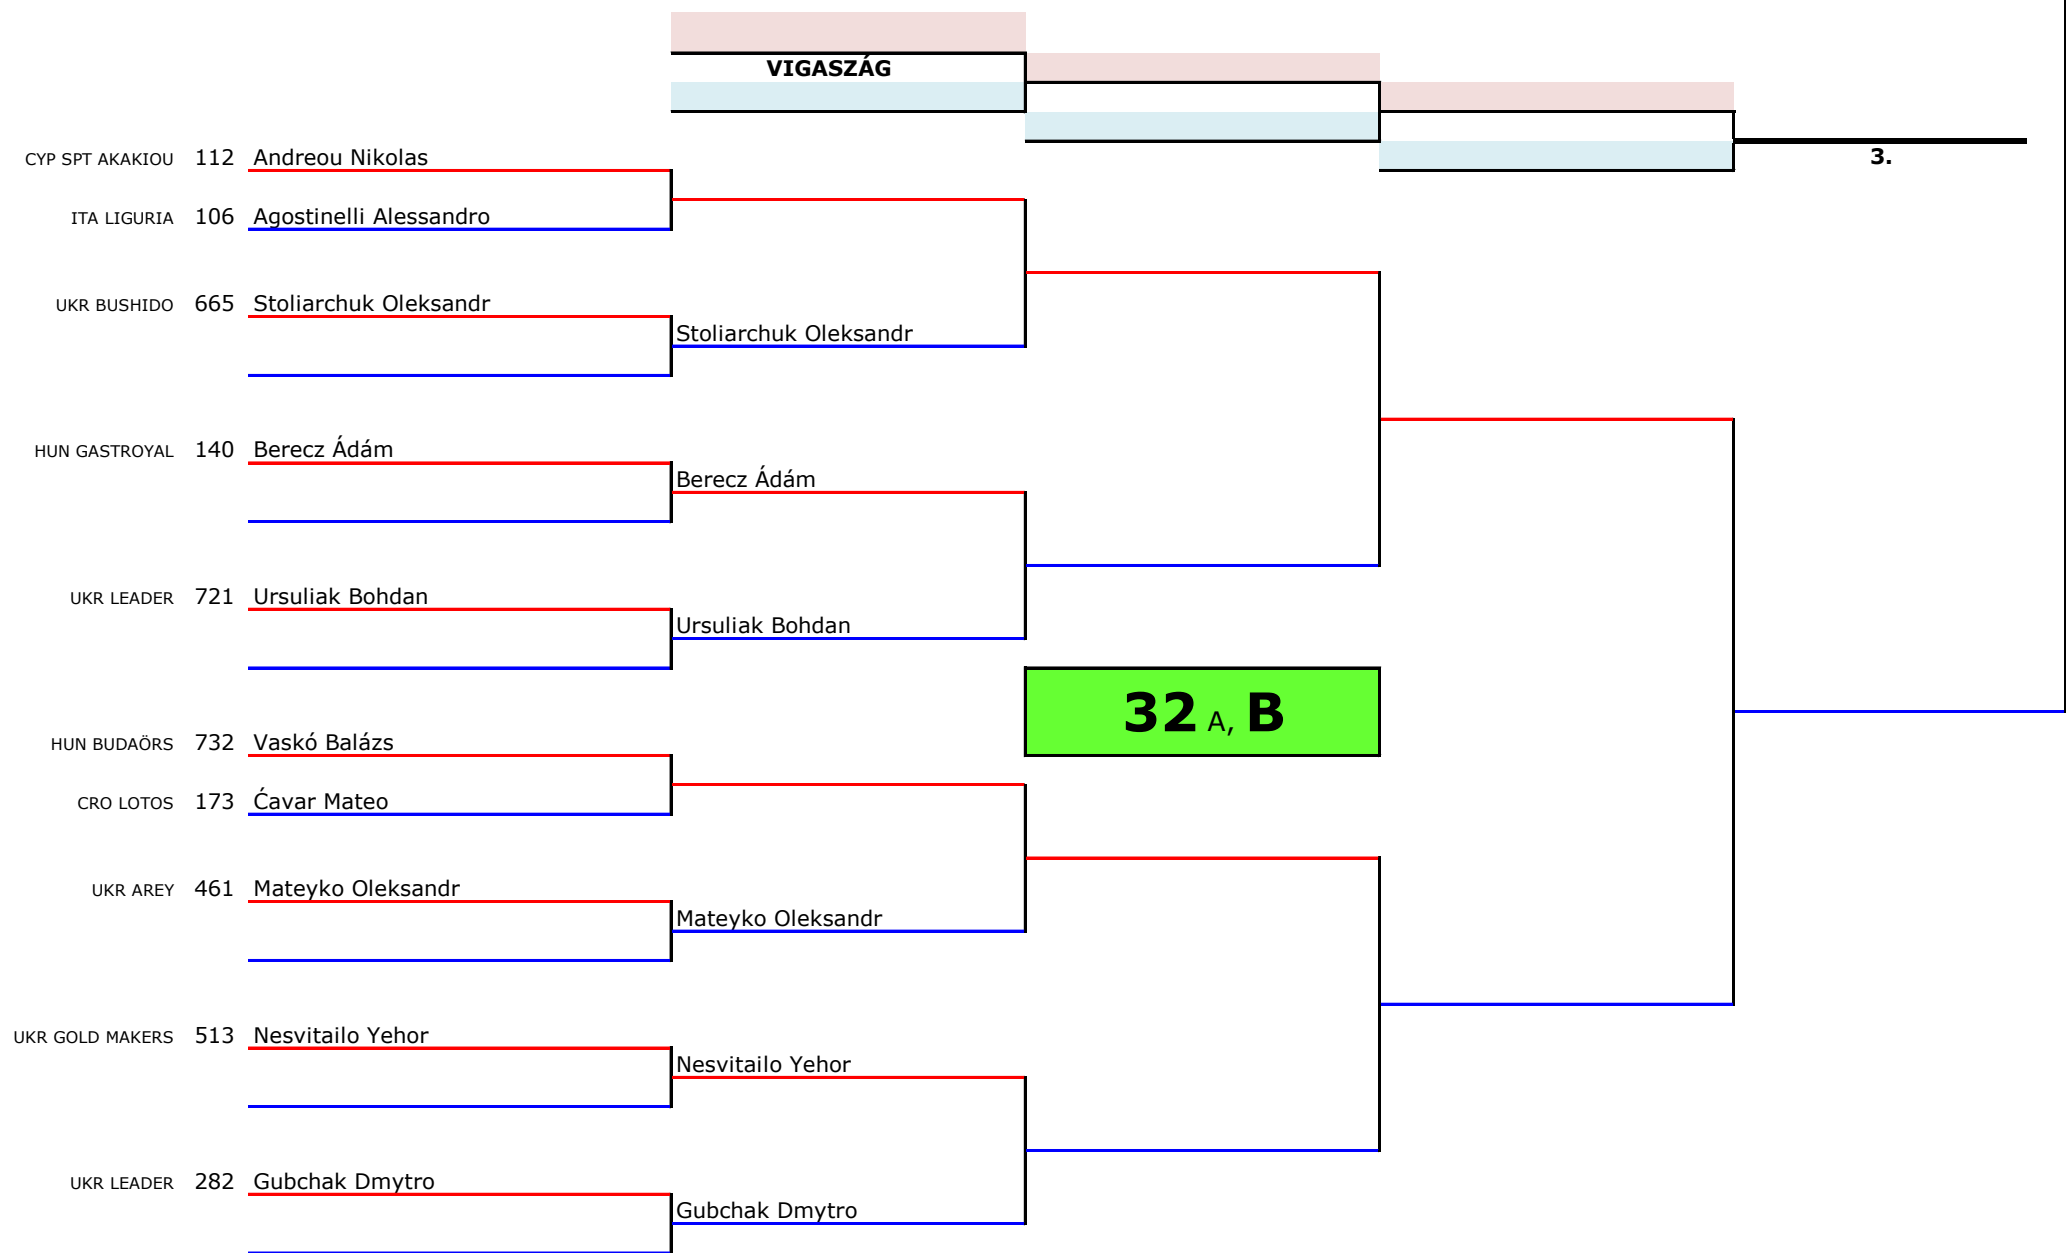 VIGASZÁG
3.
CYP SPT AKAKIOU 112 Andreou Nikolas
ITA LIGURIA 106 Agostinelli Alessandro
UKR BUSHIDO 665 Stoliarchuk Oleksandr
Stoliarchuk Oleksandr
HUN GASTROYAL 140 Berecz Ádám
Berecz Ádám
UKR LEADER 721 Ursuliak Bohdan
Ursuliak Bohdan
32 A, B
HUN BUDAÖRS 732 Vaskó Balázs
CRO LOTOS 173 Ćavar Mateo
UKR AREY 461 Mateyko Oleksandr
Mateyko Oleksandr
UKR GOLD MAKERS 513 Nesvitailo Yehor
Nesvitailo Yehor
UKR LEADER 282 Gubchak Dmytro
Gubchak Dmytro